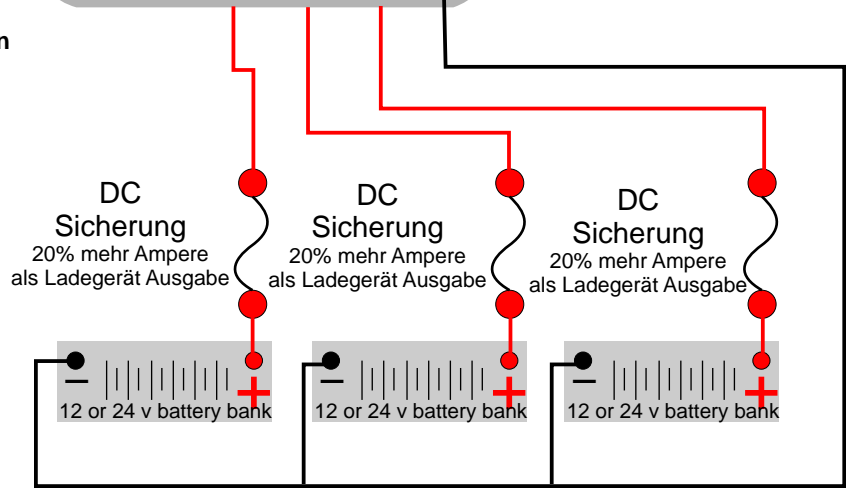 n
DC
Sicherung
20% mehr Ampere
als Ladegerät Ausgabe
DC
Sicherung
20% mehr Ampere
als Ladegerät Ausgabe
DC
Sicherung
20% mehr Ampere
als Ladegerät Ausgabe
− +
12 or 24 v battery bank
− +
12 or 24 v battery bank
− +
12 or 24 v battery bank